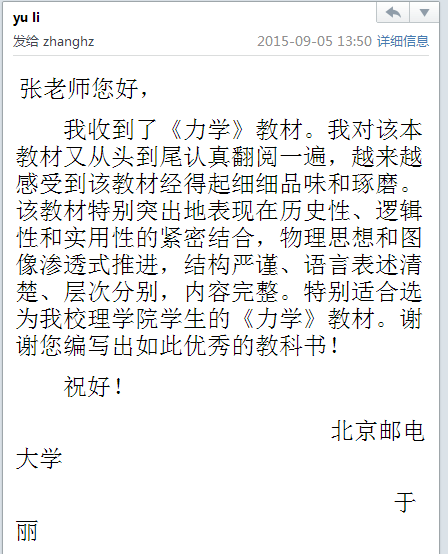 yu li
发给 zhanghz 2015-09-05 13:50 详细信息
张老师您好，
我收到了《力学》教材。我对该本
教材又从头到尾认真翻阅一遍，越来越
感受到该教材经得起细细品味和琢磨。
该教材特别突出地表现在历史性、逻辑
性和实用性的紧密结合，物理思想和图
像渗透式推进，结构严谨、语言表述清
楚、层次分别，内容完整。特别适合选
为我校理学院学生的《力学》教材。谢
谢您编写出如此优秀的教科书！
祝好！
北京邮电
大学
于
丽